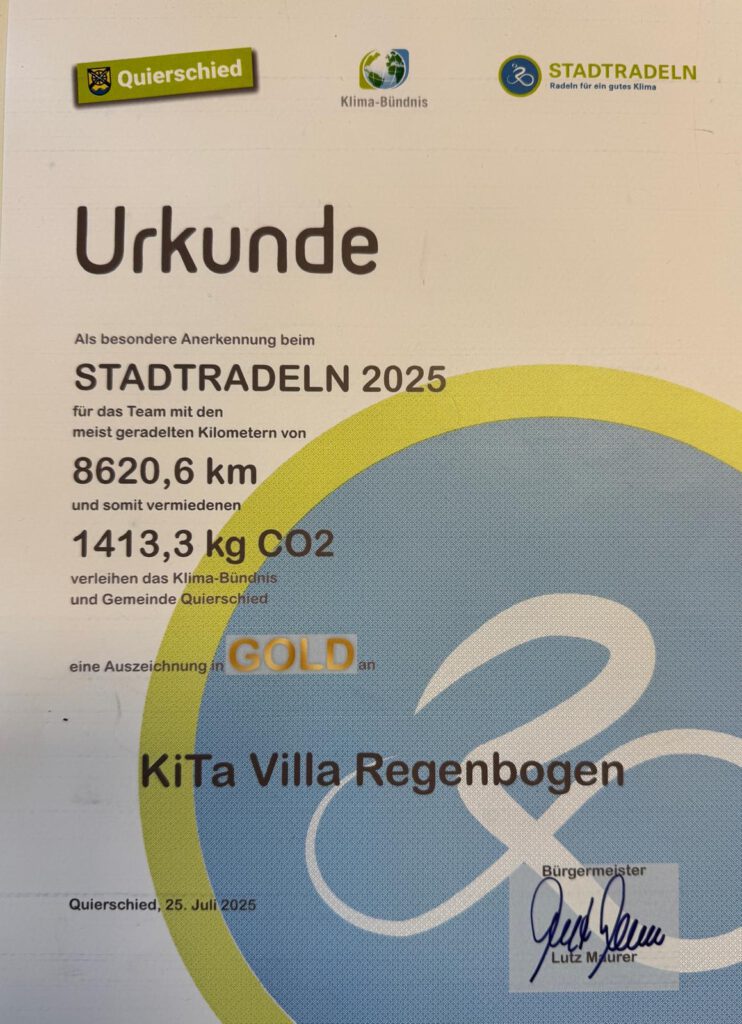 Quierschied
Klima-Bündnis
STADTRADELN
Radeln für ein gutes Klima
Urkunde
Als besondere Anerkennung beim
STADTRADELN 2025
für das Team mit den
meist geradelten Kilometern von
8620,6 km
und somit vermiedenen
1413,3 kg CO2
verleihen das Klima-Bündnis
und Gemeinde Quierschied
eine Auszeichnung in GOLD an
KiTa Villa Regenbogen
Bürgermeister
Quierschied, 25. Juli 2025
Lutz Maurer